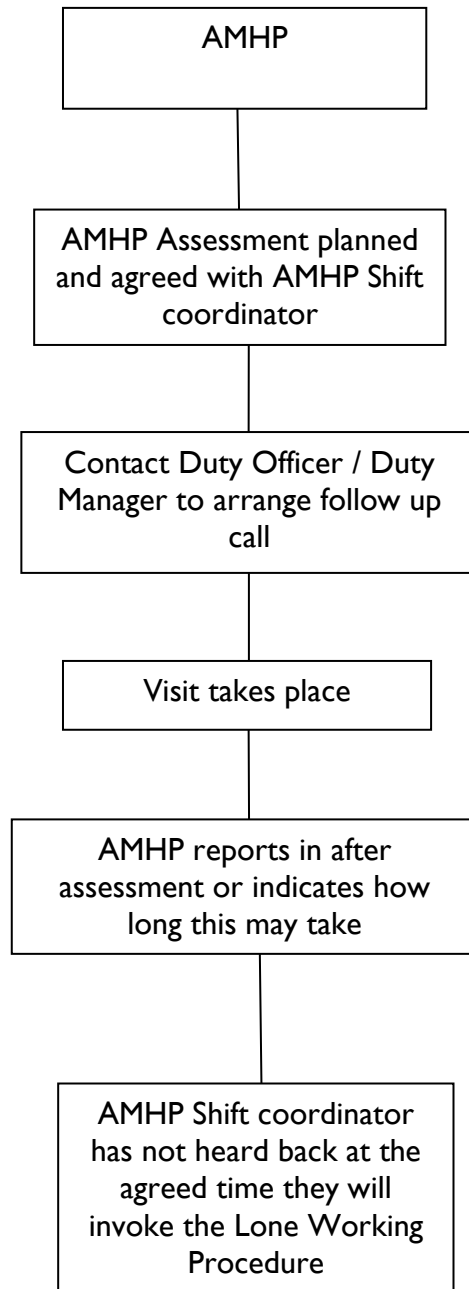 AMHP
AMHP Assessment planned
and agreed with AMHP Shift
coordinator
Contact Duty Officer / Duty
Manager to arrange follow up
call
Visit takes place
AMHP reports in after
assessment or indicates how
long this may take
AMHP Shift coordinator
has not heard back at the
agreed time they will
invoke the Lone Working
Procedure